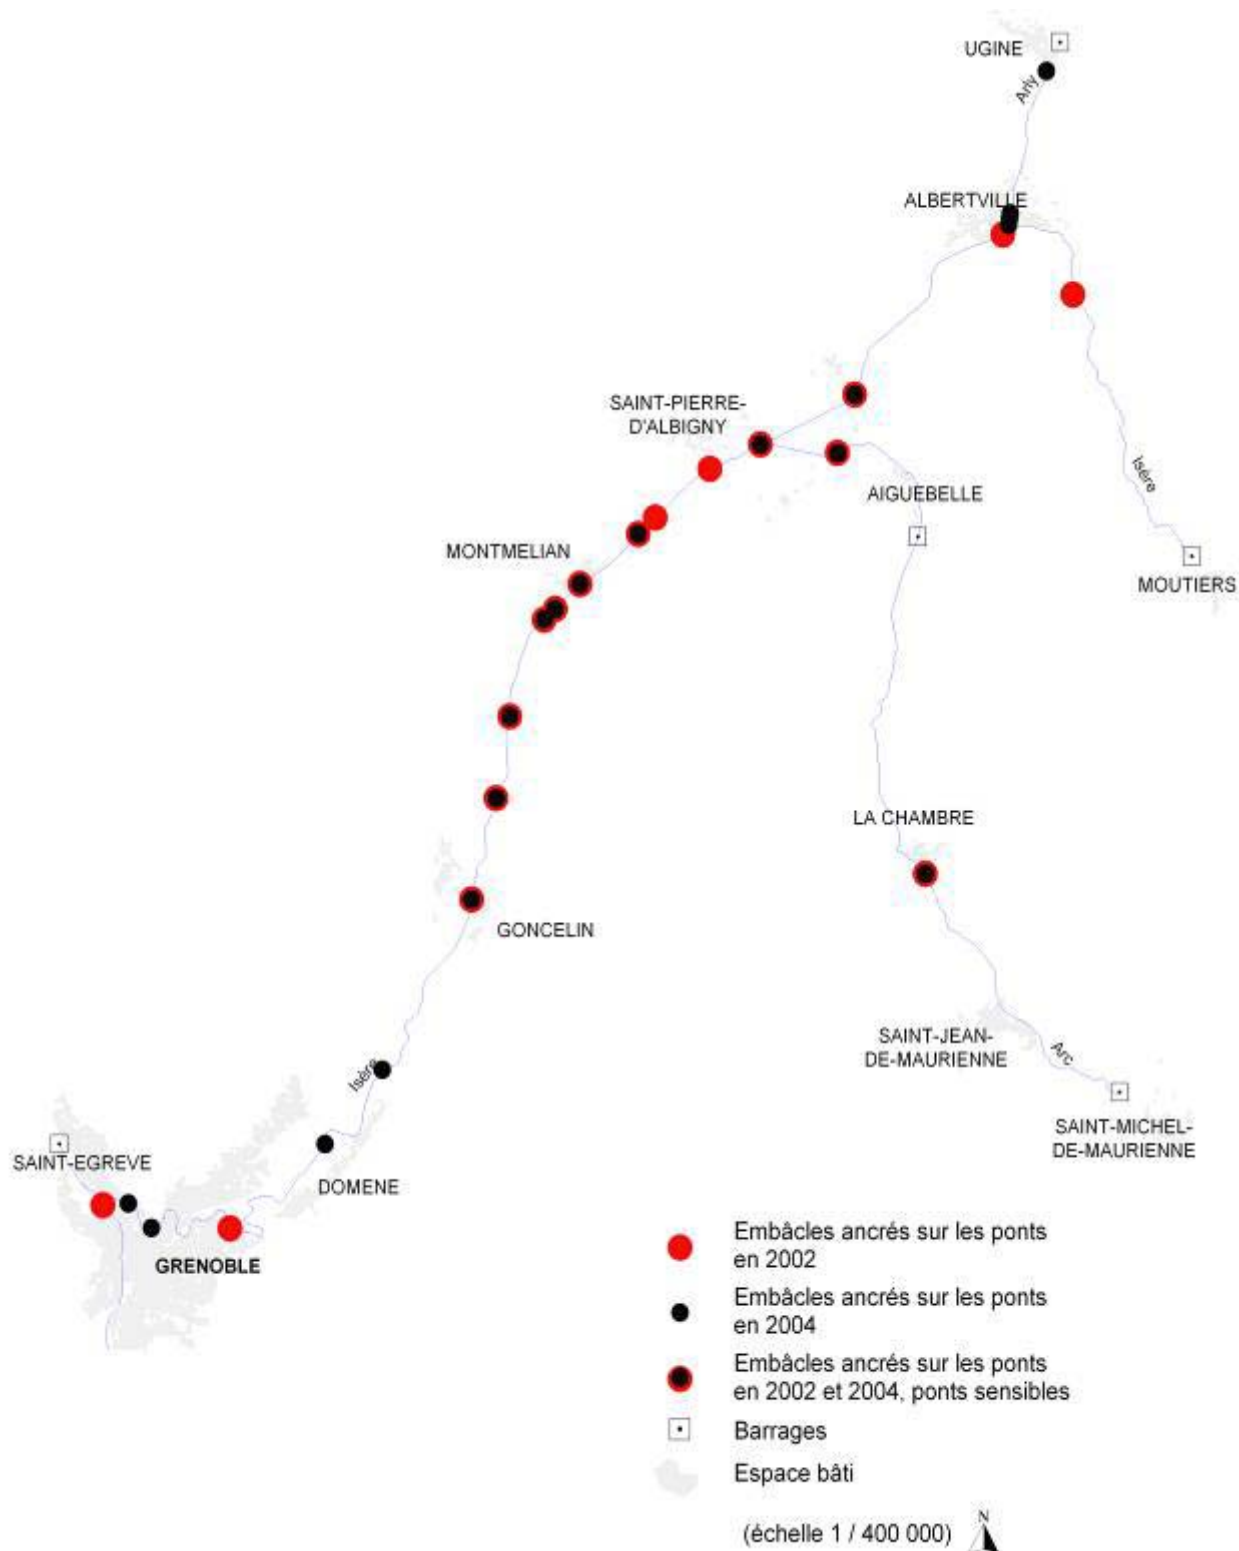 UGINE
Arly
ALBERTVILLE
SAINT-PIERRE-
D'ALBIGNY
Isère
AIGUEBELLE
MONTMELIAN
MOUTIERS
LA CHAMBRE
GONCELIN
SAINT-JEAN-
DE-MAURIENNE
Arc
Isère
SAINT-MICHEL-
DE-MAURIENNE
SAINT-EGREVE
DOMENE
GRENOBLE
Embâcles ancrés sur les ponts
en 2002
Embâcles ancrés sur les ponts
en 2004
Embâcles ancrés sur les ponts
en 2002 et 2004, ponts sensibles
Barrages
Espace bâti
(échelle 1 / 400 000)
N